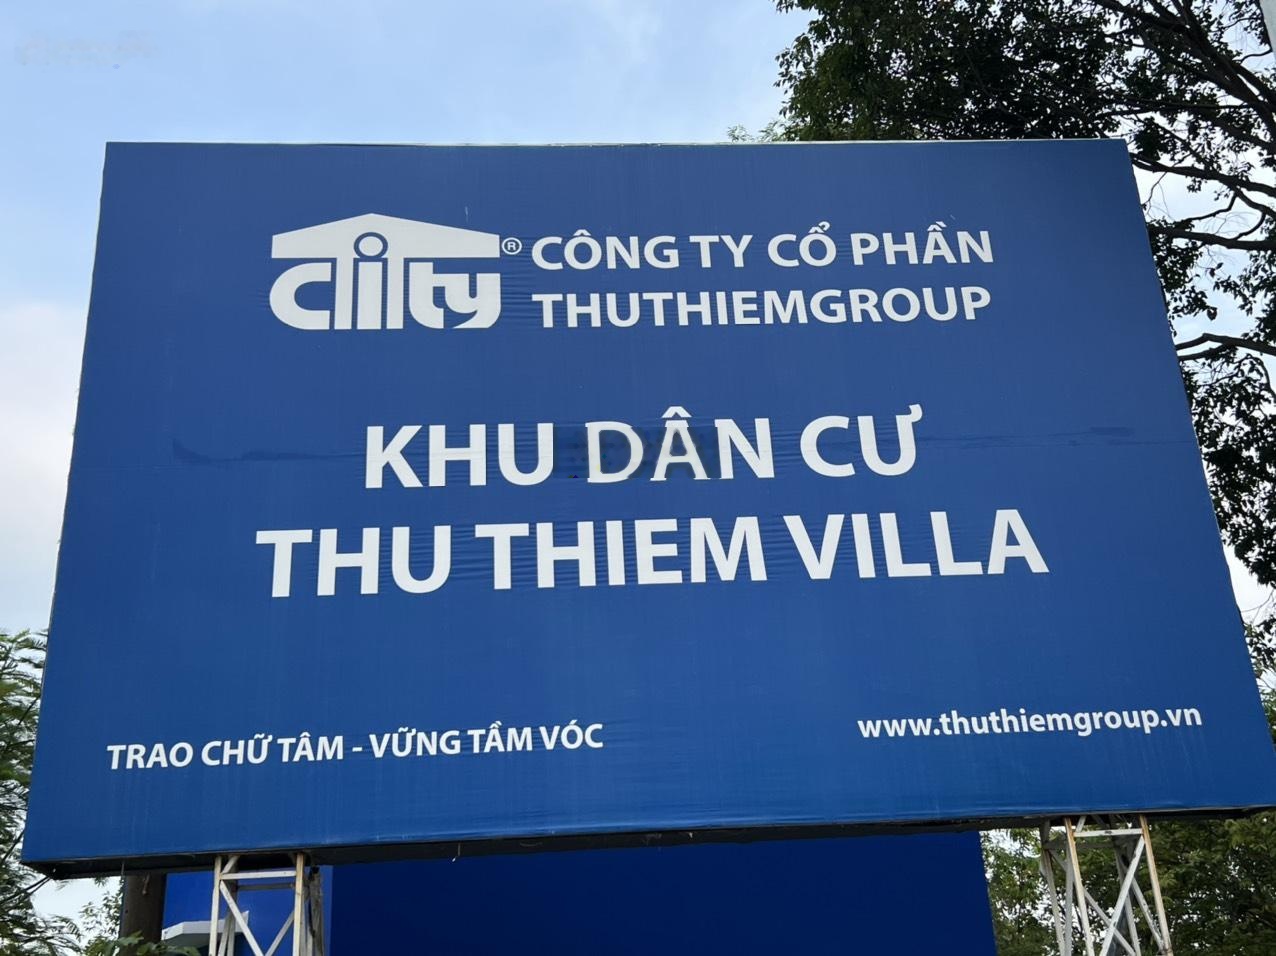 Clilty® CÔNG TY CỔ PHẦN
THUTHIEMGROUP
KHU DÂN CƯ
THU THIEM VILLA
TRAO CHỮ TÂM - VỮNG TẦM VÓC
www.thuthiemgroup.vn